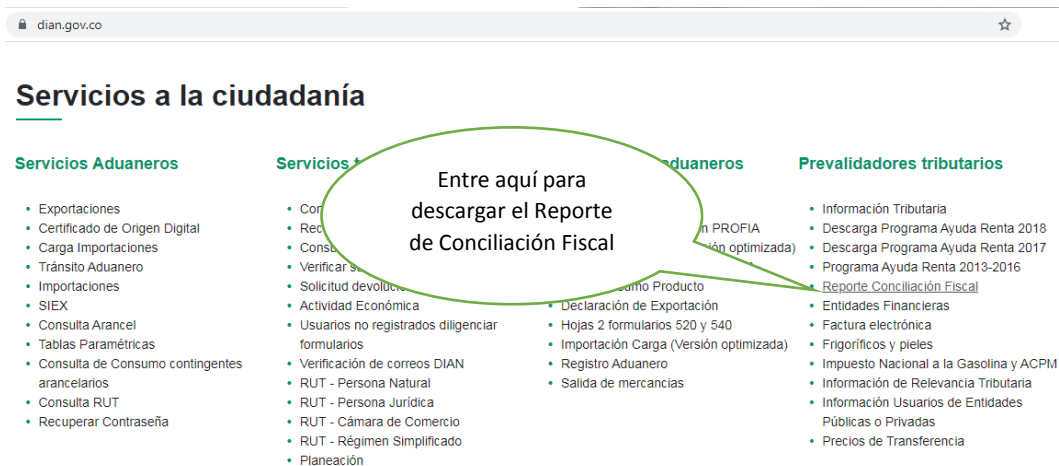 dian.gov.co
Servicios a la ciudadanía
Servicios Aduaneros
• Exportaciones
• Certificado de Origen Digital
• Carga Importaciones
• Tránsito Aduanero
• Importaciones
• SIEX
• Consulta Arancel
• Tablas Paramétricas
• Consulta de Consumo contingentes
arancelarios
• Consulta RUT
• Recuperar Contraseña
Servicios
• Verificar
• Solicitud
• Actividad Económica
• Usuarios no registrados diligenciar
formularios
• Verificación de correos DIAN
• RUT - Persona Natural
• RUT - Persona Jurídica
• RUT - Cámara de Comercio
• RUT - Régimen Simplificado
• Planeación
Entre aquí para
descargar el Reporte
de Conciliación Fiscal
PROFIA
optimizada)
Producto
• Declaración de Exportación
• Hojas 2 formularios 520 y 540
• Importación Carga (Versión optimizada)
• Registro Aduanero
• Salida de mercancias
Prevalidadores tributarios
• Información Tributaria
• Descarga Programa Ayuda Renta 2018
• Descarga Programa Ayuda Renta 2017
• Programa Ayuda Renta 2013-2016
• Reporte Conciliación Fiscal
• Entidades Financieras
• Factura electrónica
• Frigoríficos y pieles
• Impuesto Nacional a la Gasolina y ACPM
• Información de Relevancia Tributaria
• Información Usuarios de Entidades
Públicas o Privadas
• Precios de Transferencia